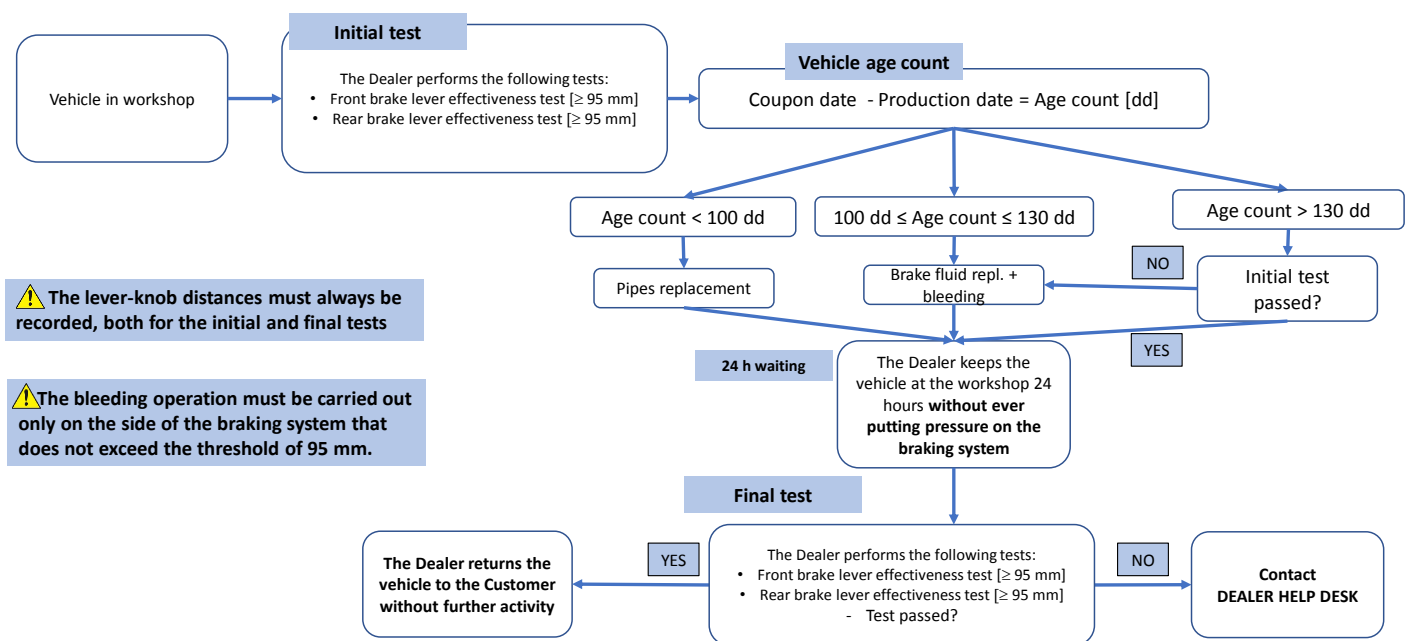 Initial test
Vehicle in workshop
The Dealer performs the following tests:
• Front brake lever effectiveness test [≥ 95 mm]
• Rear brake lever effectiveness test [≥ 95 mm]
Vehicle age count
Coupon date - Production date = Age count [dd]
Age count < 100 dd
100 dd ≤ Age count ≤ 130 dd
Age count > 130 dd
Pipes replacement
Brake fluid repl. +
bleeding
NO
Initial test
passed?
YES
⚠ The lever-knob distances must always be
recorded, both for the initial and final tests
⚠The bleeding operation must be carried out
only on the side of the braking system that
does not exceed the threshold of 95 mm.
24 h waiting
The Dealer keeps the
vehicle at the workshop 24
hours without ever
putting pressure on the
braking system
Final test
The Dealer performs the following tests:
• Front brake lever effectiveness test [≥ 95 mm]
• Rear brake lever effectiveness test [≥ 95 mm]
- Test passed?
YES
The Dealer returns the
vehicle to the Customer
without further activity
NO
Contact
DEALER HELP DESK